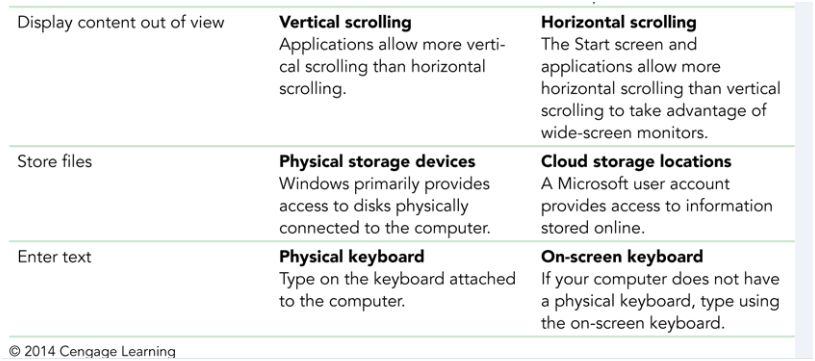 Display content out of view
Vertical scrolling
Applications allow more verti-
cal scrolling than horizontal
scrolling.
Horizontal scrolling
The Start screen and
applications allow more
horizontal scrolling than vertical
scrolling to take advantage of
wide-screen monitors.
Store files
Physical storage devices
Windows primarily provides
access to disks physically
connected to the computer.
Cloud storage locations
A Microsoft user account
provides access to information
stored online.
Enter text
Physical keyboard
Type on the keyboard attached
to the computer.
On-screen keyboard
If your computer does not have
a physical keyboard, type using
the on-screen keyboard.
© 2014 Cengage Learning